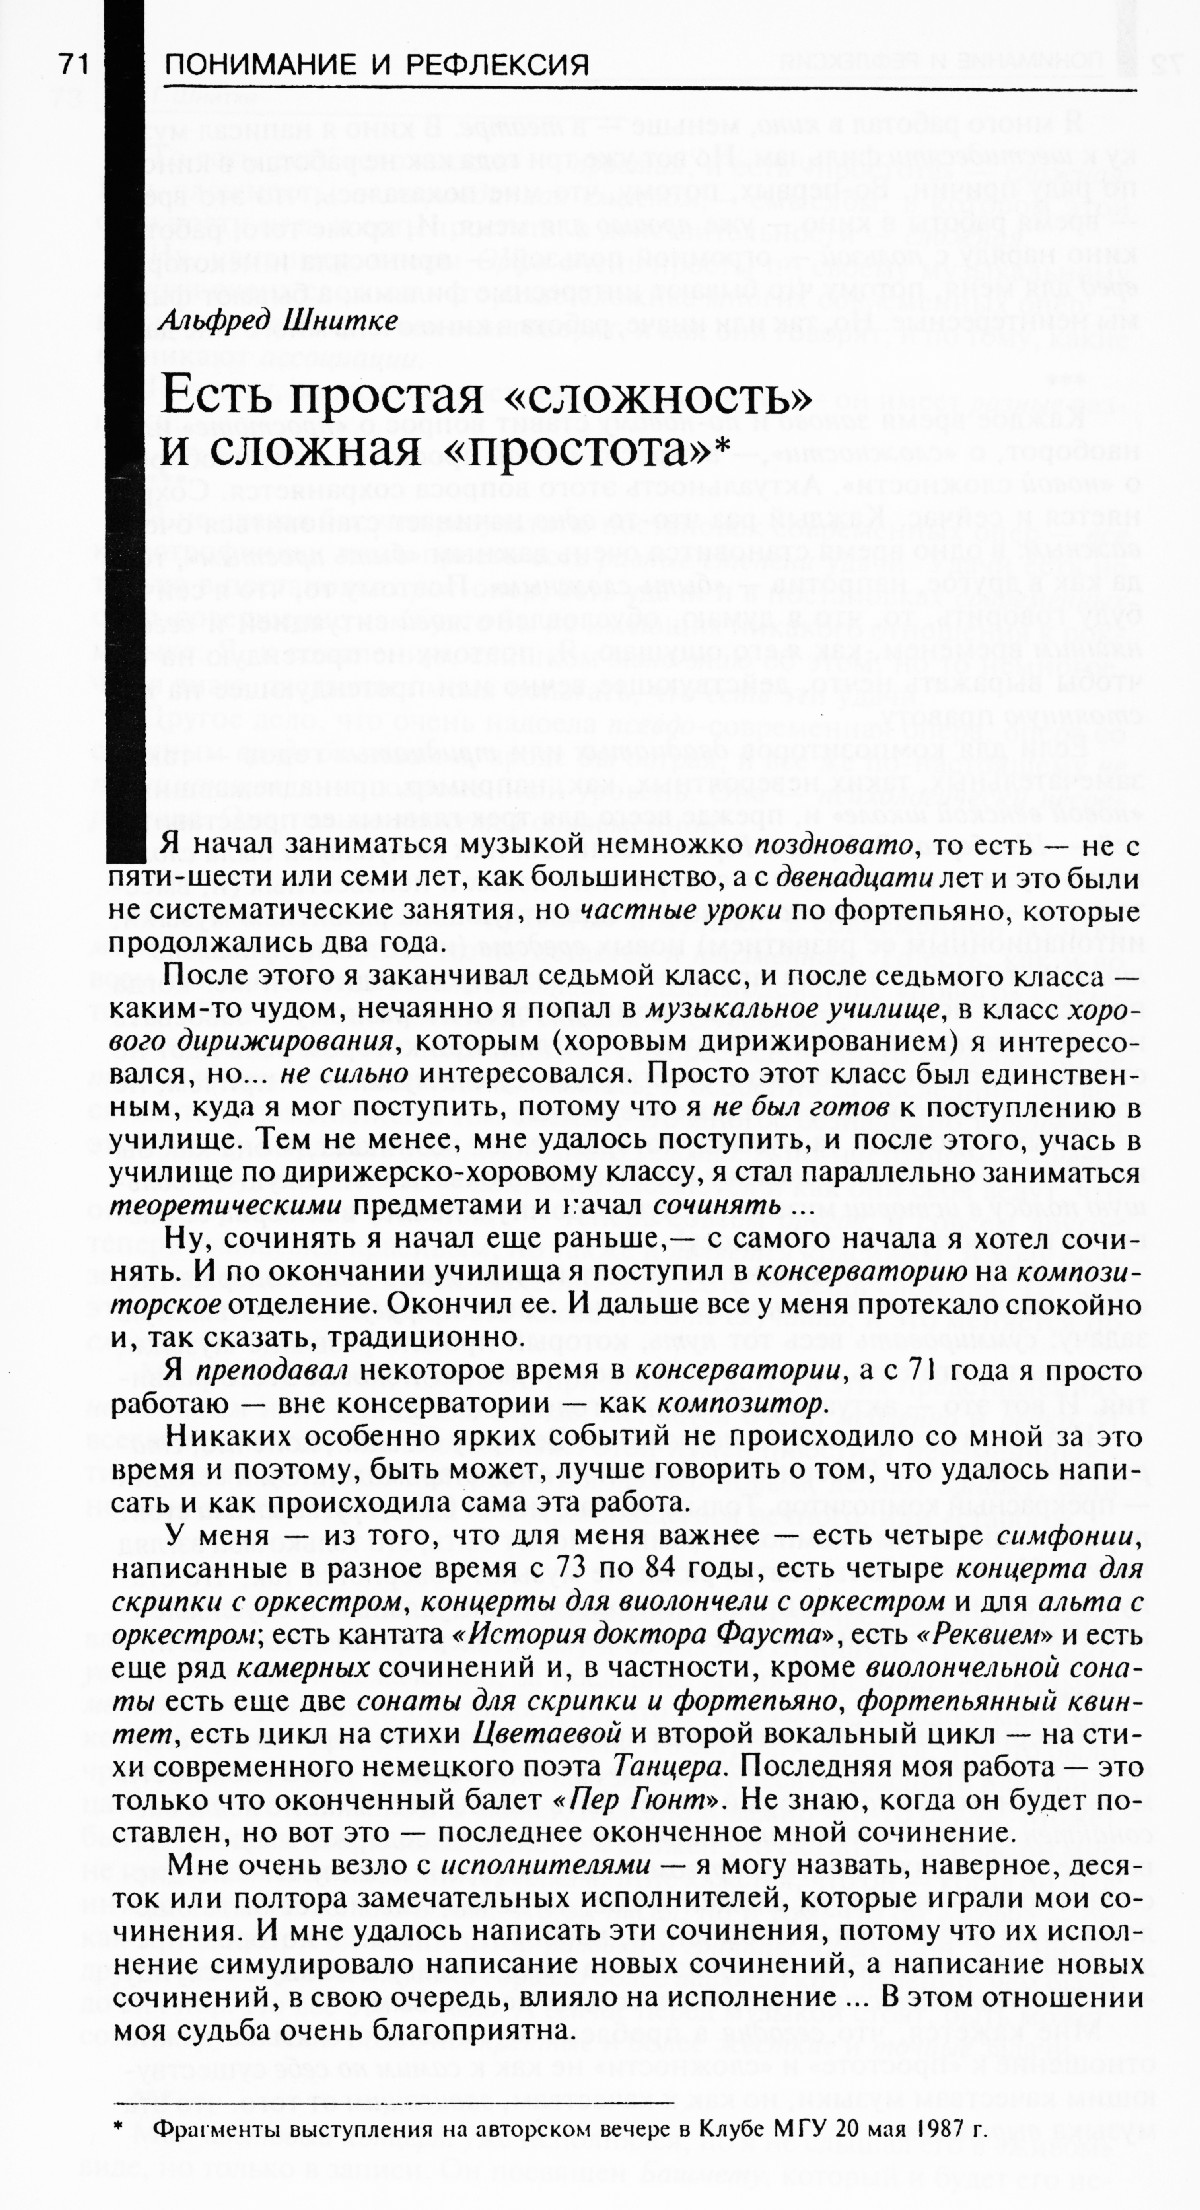 71 ПОНИМАНИЕ И РЕФЛЕКСИЯ
Альфред Шнитке
Есть простая «сложность»
и сложная «простота»*
Я начал заниматься музыкой немножко поздновато, то есть — не с
пяти-шести или семи лет, как большинство, а с двенадцати лет и это были
не систематические занятия, но частные уроки по фортепьяно, которые
продолжались два года.
После этого я заканчивал седьмой класс, и после седьмого класса —
каким-то чудом, нечаянно я попал в музыкальное училище, в класс хоро-
вого дирижирования, которым (хоровым дирижированием) я интересо-
вался, но... не сильно интересовался. Просто этот класс был единствен-
ным, куда я мог поступить, потому что я не был готов к поступлению в
училище. Тем не менее, мне удалось поступить, и после этого, учась в
училище по дирижерско-хоровому классу, я стал параллельно заниматься
теоретическими предметами и начал сочинять ...
Ну, сочинять я начал еще раньше,— с самого начала я хотел сочи-
нять. И по окончании училища я поступил в консерваторию на компози-
торское отделение. Окончил ее. И дальше все у меня протекало спокойно
и, так сказать, традиционно.
Я преподавал некоторое время в консерватории, а с 71 года я просто
работаю — вне консерватории — как композитор.
Никаких особенно ярких событий не происходило со мной за это
время и поэтому, быть может, лучше говорить о том, что удалось напи-
сать и как происходила сама эта работа.
У меня — из того, что для меня важнее — есть четыре симфонии,
написанные в разное время с 73 по 84 годы, есть четыре концерта для
скрипки с оркестром, концерты для виолончели с оркестром и для альта с
оркестром; есть кантата «История доктора Фауста», есть «Реквием» и есть
еще ряд камерных сочинений и, в частности, кроме виолончельной сона-
ты есть еще две сонаты для скрипки и фортепьяно, фортепьянный квин-
тет, есть цикл на стихи Цветаевой и второй вокальный цикл — на сти-
хи современного немецкого поэта Танцера. Последняя моя работа — это
только что оконченный балет «Пер Гюнт». Не знаю, когда он будет по-
ставлен, но вот это — последнее оконченное мной сочинение.
Мне очень везло с исполнителями — я могу назвать, наверное, деся-
ток или полтора замечательных исполнителей, которые играли мои со-
чинения. И мне удалось написать эти сочинения, потому что их испол-
нение симулировало написание новых сочинений, а написание новых
сочинений, в свою очередь, влияло на исполнение ... В этом отношении
моя судьба очень благоприятна.
* Фрагменты выступления на авторском вечере в Клубе МГУ 20 мая 1987 г.